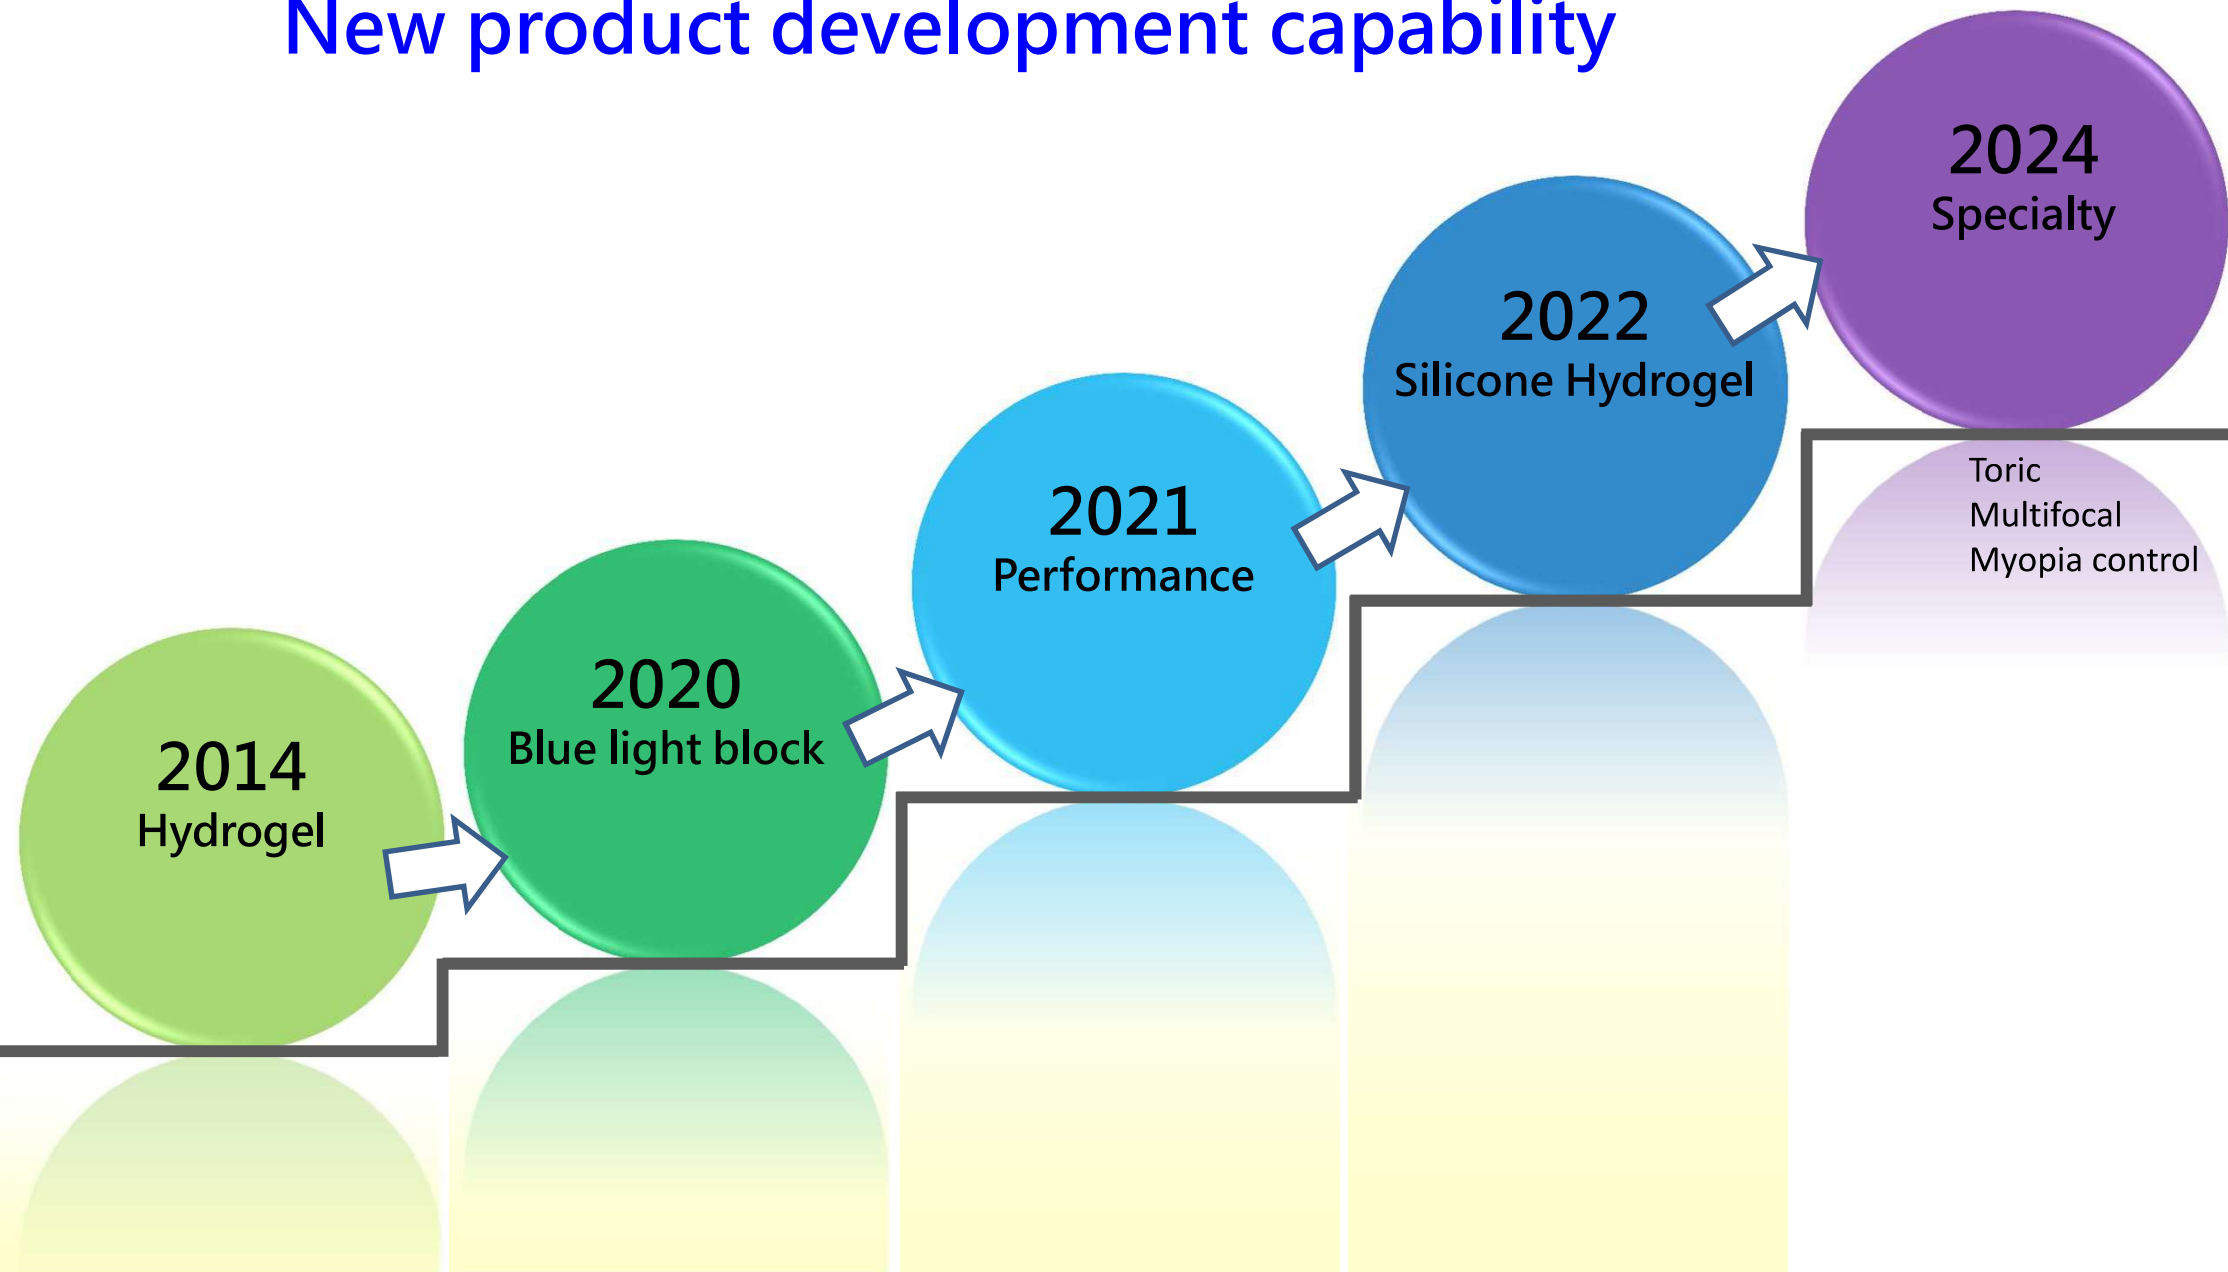 New product development capability
2014
Hydrogel
2020
Blue light block
2021
Performance
2022
Silicone Hydrogel
2024
Specialty
Toric
Multifocal
Myopia control